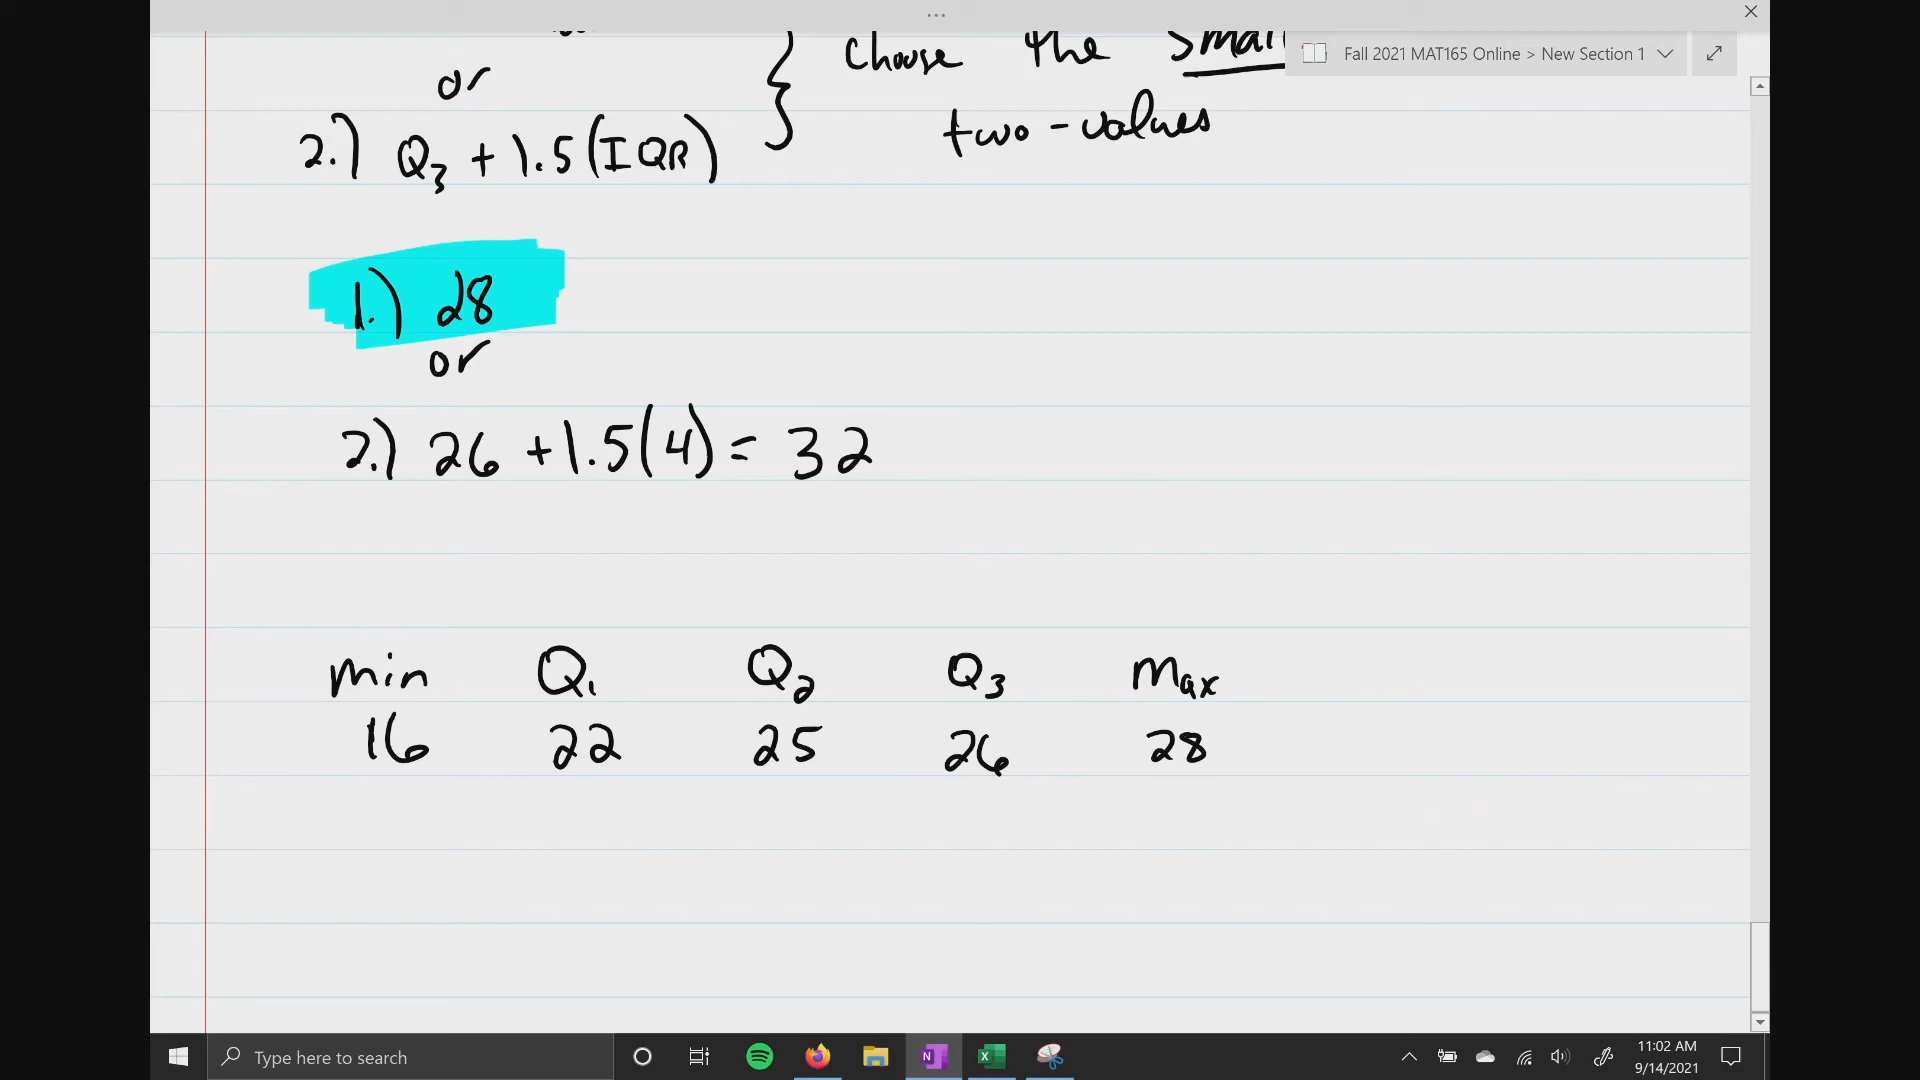 ...
Choose the Small
Fall 2021 MAT165 Online > New Section 1
or
two-values
2.) Q₃ + 1.5(IQR)
1.) 28
or
2.) 26 + 1.5(4) = 32
min Q₁ Q₂ Q₃ Max
16 22 25 26 28
Type here to search
11:02 AM
9/14/2021